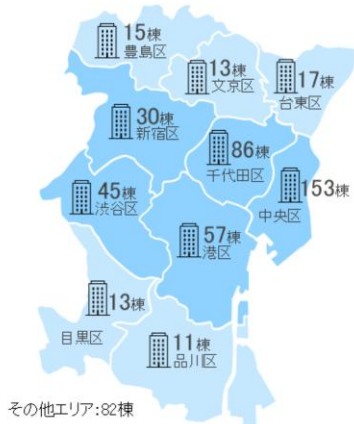 15棟
豊島区
13棟
文京区
17棟
台東区
30棟
新宿区
86棟
千代田区
153棟
中央区
45棟
渋谷区
57棟
港区
13棟
目黒区
11棟
品川区
その他エリア:82棟